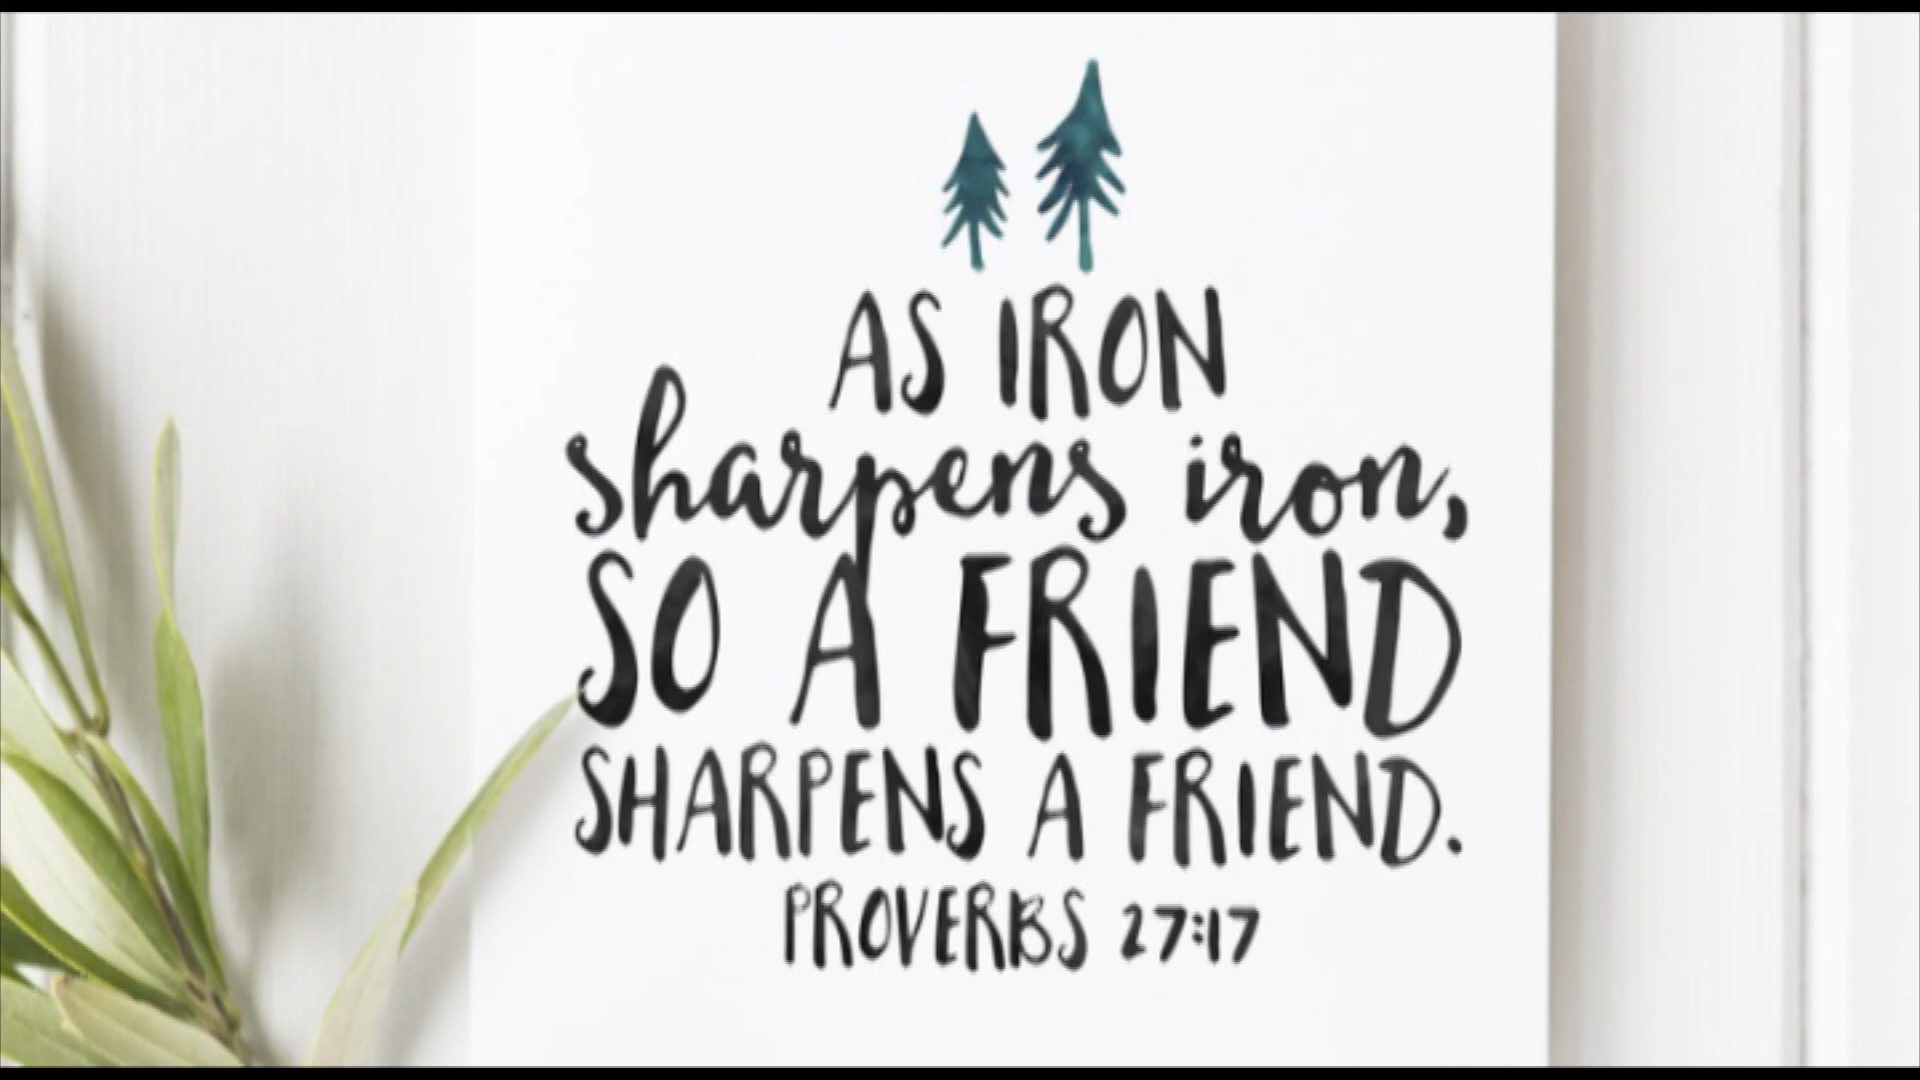 AS IRON
sharpens iron,
SO A FRIEND
SHARPENS A FRIEND.
PROVERBS 27:17